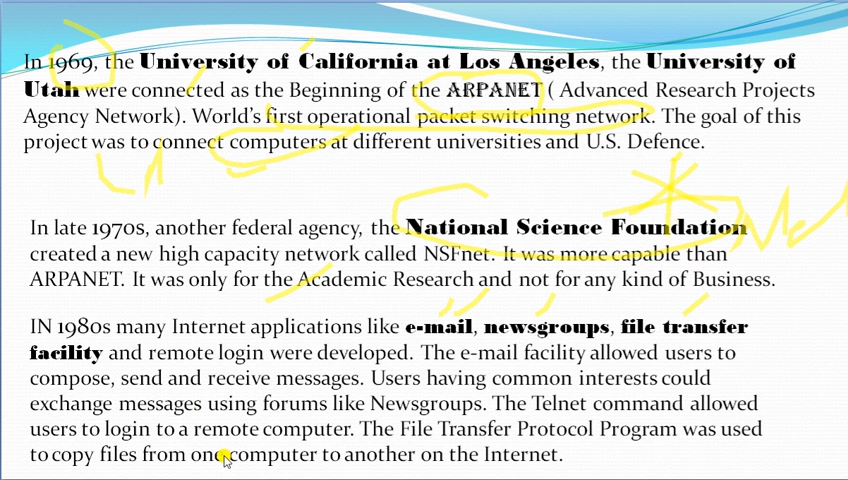 In 1969, the University of California at Los Angeles, the University of
Utah were connected as the Beginning of the ARPANET ( Advanced Research Projects
Agency Network). World's first operational packet switching network. The goal of this
project was to connect computers at different universities and U.S. Defence.
In late 1970s, another federal agency, the National Science Foundation
created a new high capacity network called NSFnet. It was more capable than
ARPANET. It was only for the Academic Research and not for any kind of Business.
IN 1980s many Internet applications like e-mail, newsgroups, file transfer
facility and remote login were developed. The e-mail facility allowed users to
compose, send and receive messages. Users having common interests could
exchange messages using forums like Newsgroups. The Telnet command allowed
users to login to a remote computer. The File Transfer Protocol Program was used
to copy files from one computer to another on the Internet.